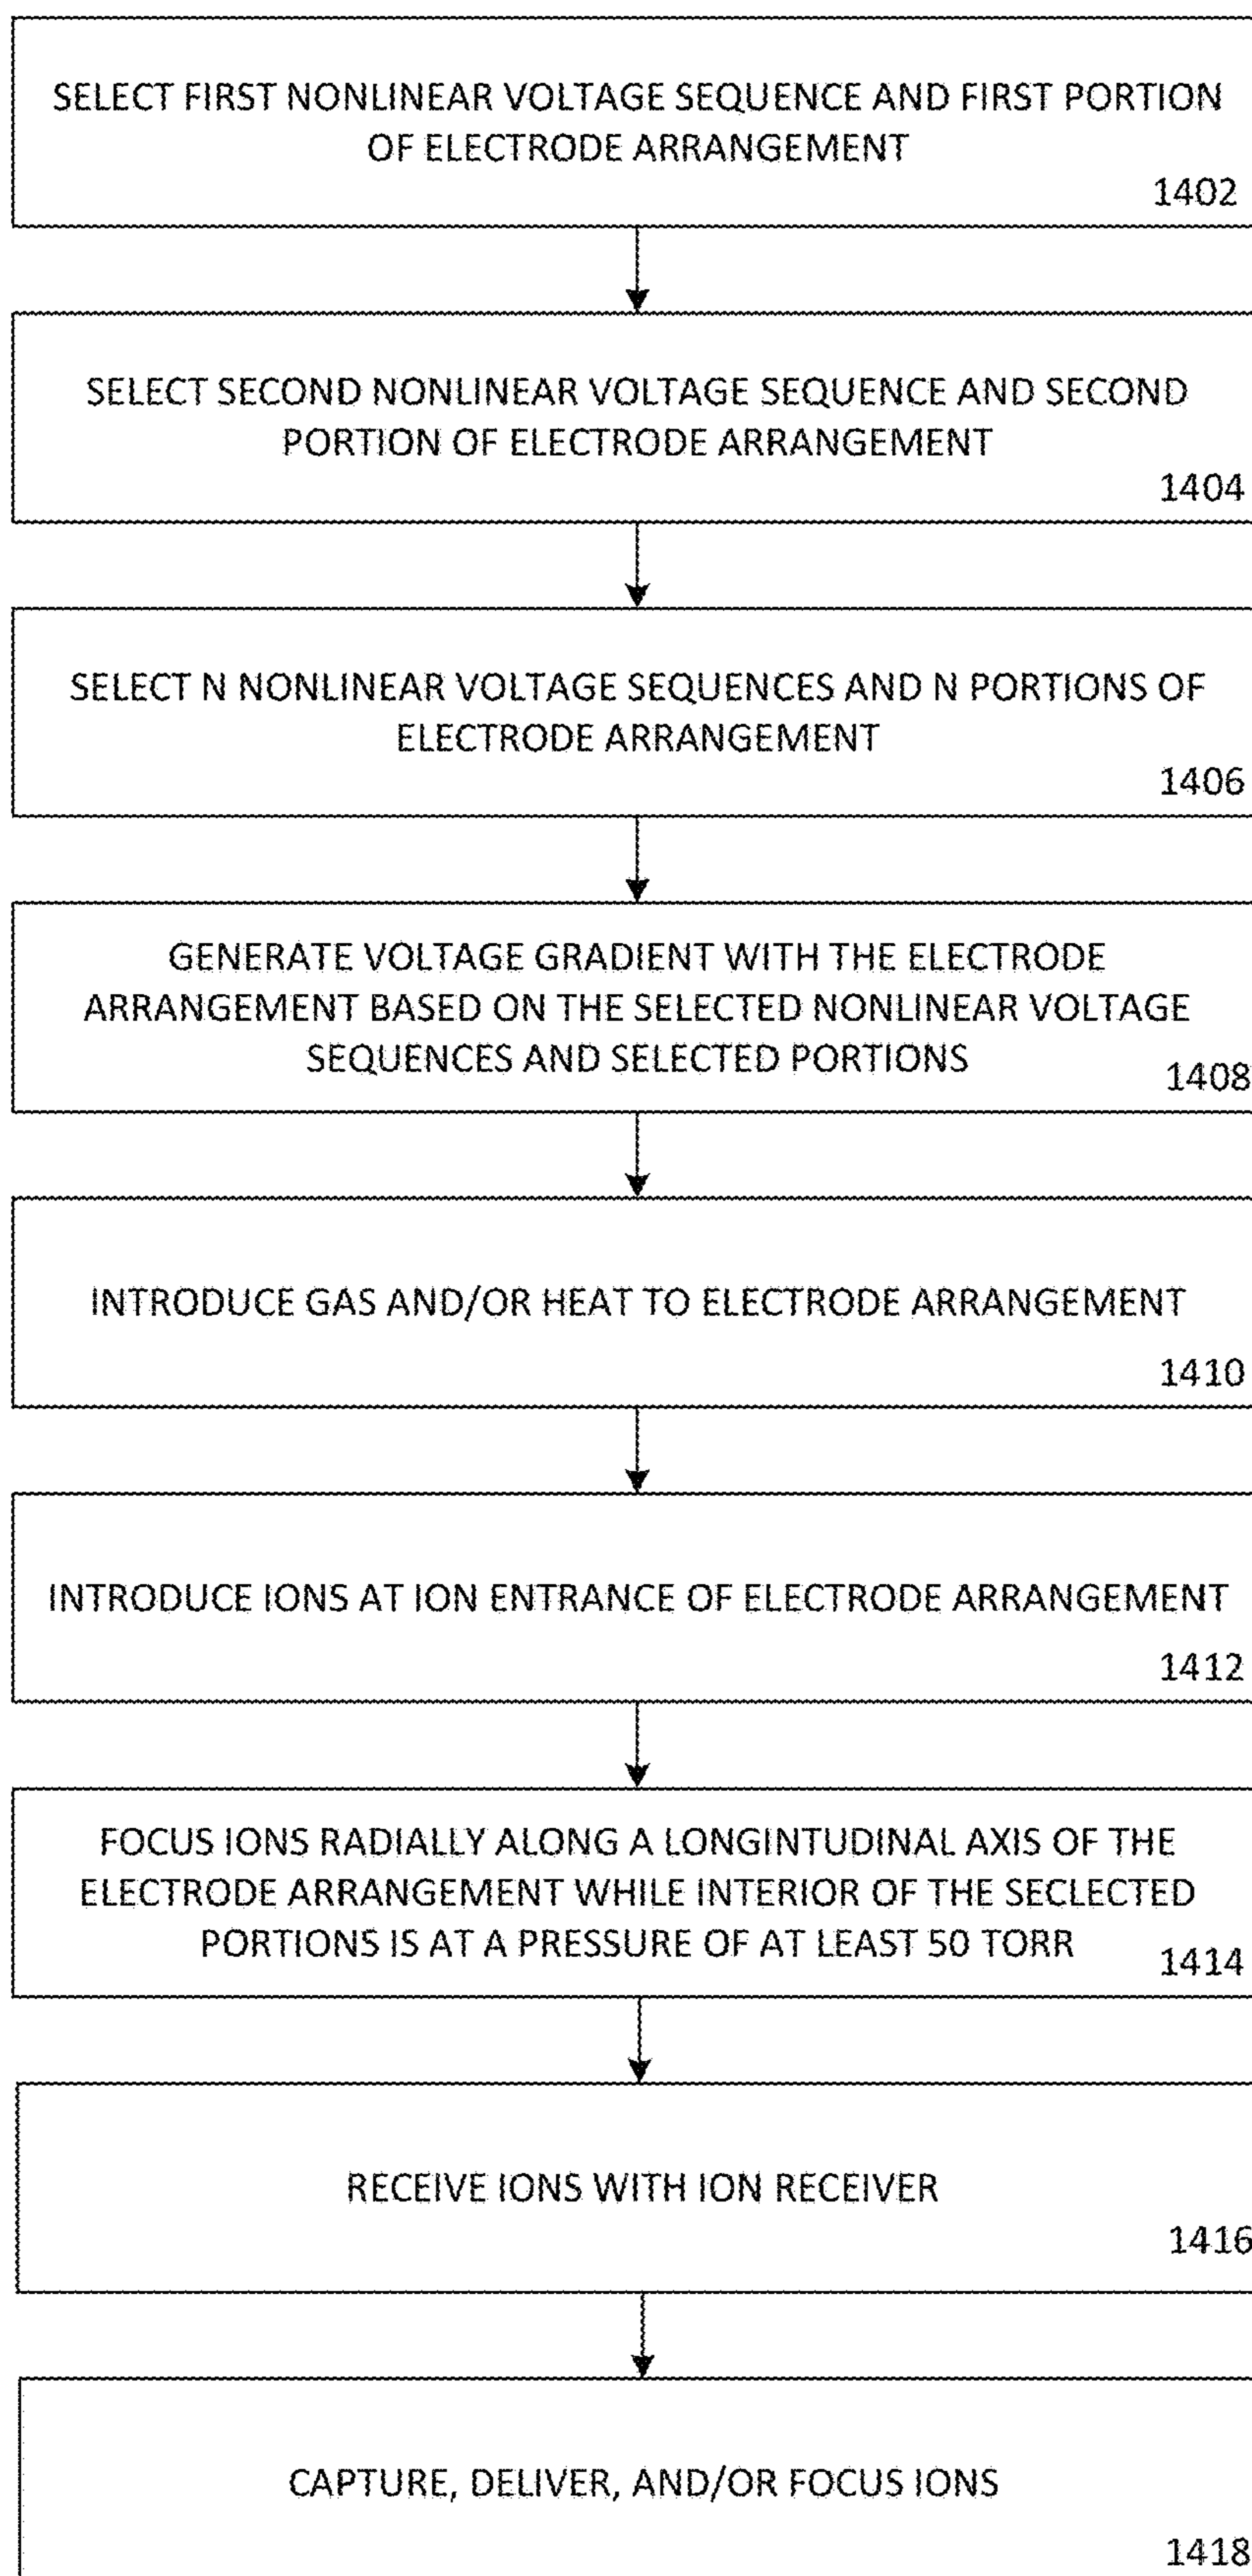 SELECT FIRST NONLINEAR VOLTAGE SEQUENCE AND FIRST PORTION
OF ELECTRODE ARRANGEMENT
1402
SELECT SECOND NONLINEAR VOLTAGE SEQUENCE AND SECOND
PORTION OF ELECTRODE ARRANGEMENT
1404
SELECT N NONLINEAR VOLTAGE SEQUENCES AND N PORTIONS OF
ELECTRODE ARRANGEMENT
1406
GENERATE VOLTAGE GRADIENT WITH THE ELECTRODE
ARRANGEMENT BASED ON THE SELECTED NONLINEAR VOLTAGE
SEQUENCES AND SELECTED PORTIONS
1408
INTRODUCE GAS AND/OR HEAT TO ELECTRODE ARRANGEMENT
1410
INTRODUCE IONS AT ION ENTRANCE OF ELECTRODE ARRANGEMENT
1412
FOCUS IONS RADIALLY ALONG A LONGINTUDINAL AXIS OF THE
ELECTRODE ARRANGEMENT WHILE INTERIOR OF THE SECLECTED
PORTIONS IS AT A PRESSURE OF AT LEAST 50 TORR
1414
RECEIVE IONS WITH ION RECEIVER
1416
CAPTURE, DELIVER, AND/OR FOCUS IONS
1418